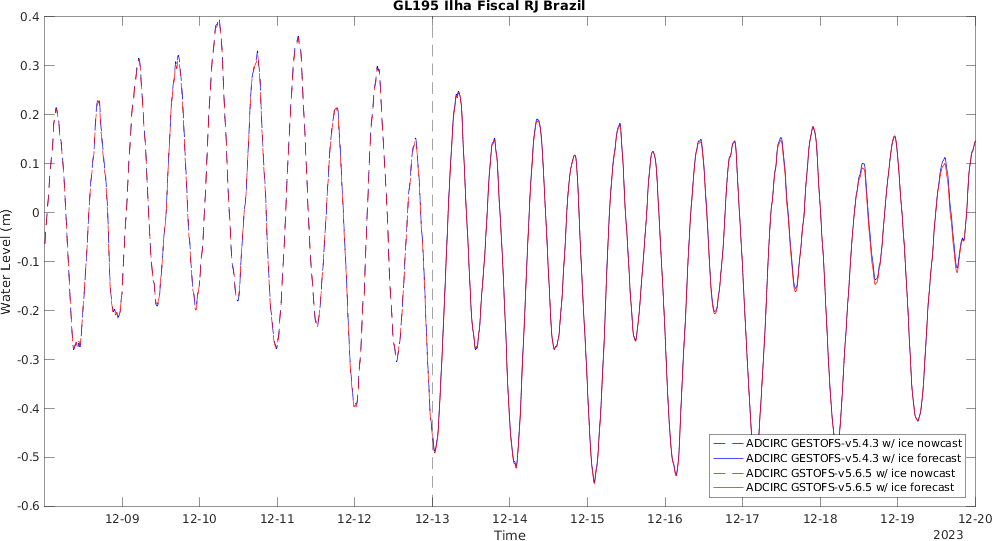 GL195 Ilha Fiscal RJ Brazil
0.4
0.3
0.2
0.1
0
-0.1
-0.2
-0.3
-0.4
-0.5
-0.6
Water Level (m)
ADCIRC GESTOFS-v5.4.3 w/ ice nowcast
ADCIRC GESTOFS-v5.4.3 w/ ice forecast
ADCIRC GSTOFS-v5.6.5 w/ ice nowcast
ADCIRC GSTOFS-v5.6.5 w/ ice forecast
12-09 12-10 12-11 12-12 12-13 12-14 12-15 12-16 12-17 12-18 12-19 12-20
Time
2023